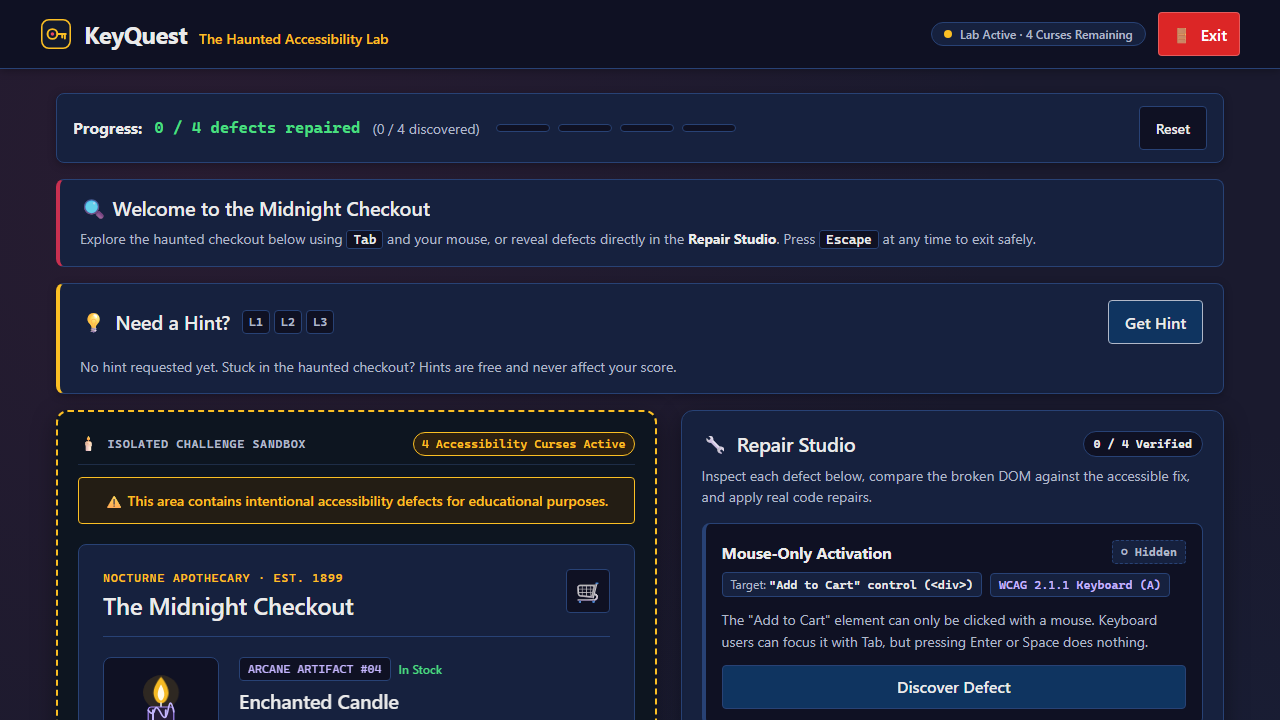 KeyQuest The Haunted Accessibility Lab
Lab Active · 4 Curses Remaining
Exit
Progress: 0 / 4 defects repaired (0 / 4 discovered)
Reset
Welcome to the Midnight Checkout
Explore the haunted checkout below using Tab and your mouse, or reveal defects directly in the Repair Studio. Press Escape at any time to exit safely.
Need a Hint? L1 L2 L3
Get Hint
No hint requested yet. Stuck in the haunted checkout? Hints are free and never affect your score.
ISOLATED CHALLENGE SANDBOX
4 Accessibility Curses Active
This area contains intentional accessibility defects for educational purposes.
NOCTURNE APOTHECARY · EST. 1899
The Midnight Checkout
ARCANE ARTIFACT #04 In Stock
Enchanted Candle
Repair Studio
0 / 4 Verified
Inspect each defect below, compare the broken DOM against the accessible fix,
and apply real code repairs.
Mouse-Only Activation
Hidden
Target: "Add to Cart" control (<div>) WCAG 2.1.1 Keyboard (A)
The "Add to Cart" element can only be clicked with a mouse. Keyboard
users can focus it with Tab, but pressing Enter or Space does nothing.
Discover Defect